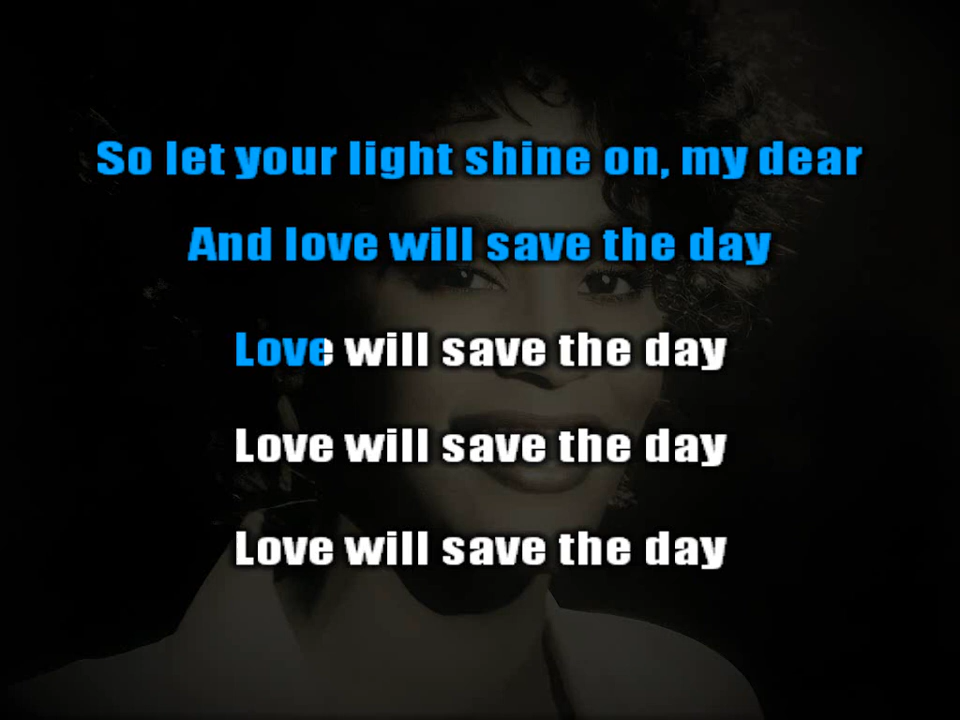 So let your light shine on, my dear
And love will save the day
Love will save the day
Love will save the day
Love will save the day